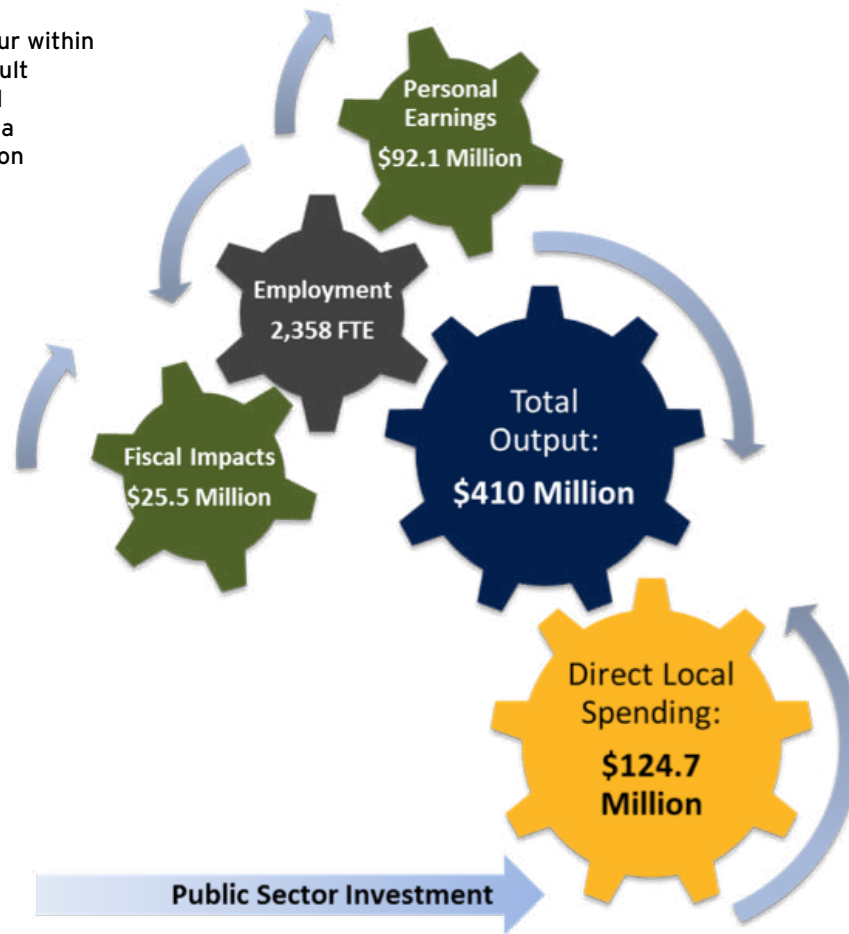 ur within
ult
a
on
Personal
Earnings
$92.1 Million
Employment
2,358 FTE
Fiscal Impacts
$25.5 Million
Total
Output:
$410 Million
Direct Local
Spending:
$124.7
Million
Public Sector Investment